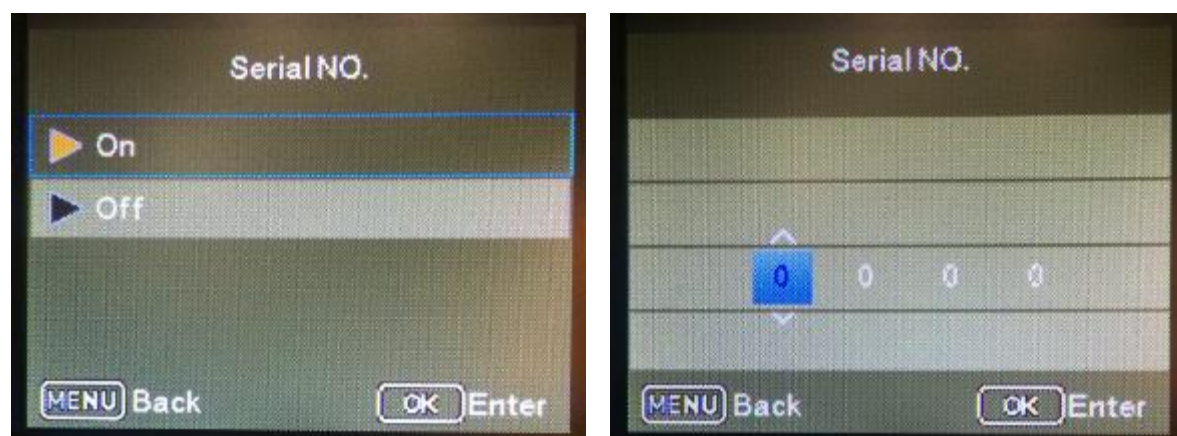 Serial NO.
On
Off
MENU Back OK Enter
Serial NO.
0 0 0 0
MENU Back OK Enter